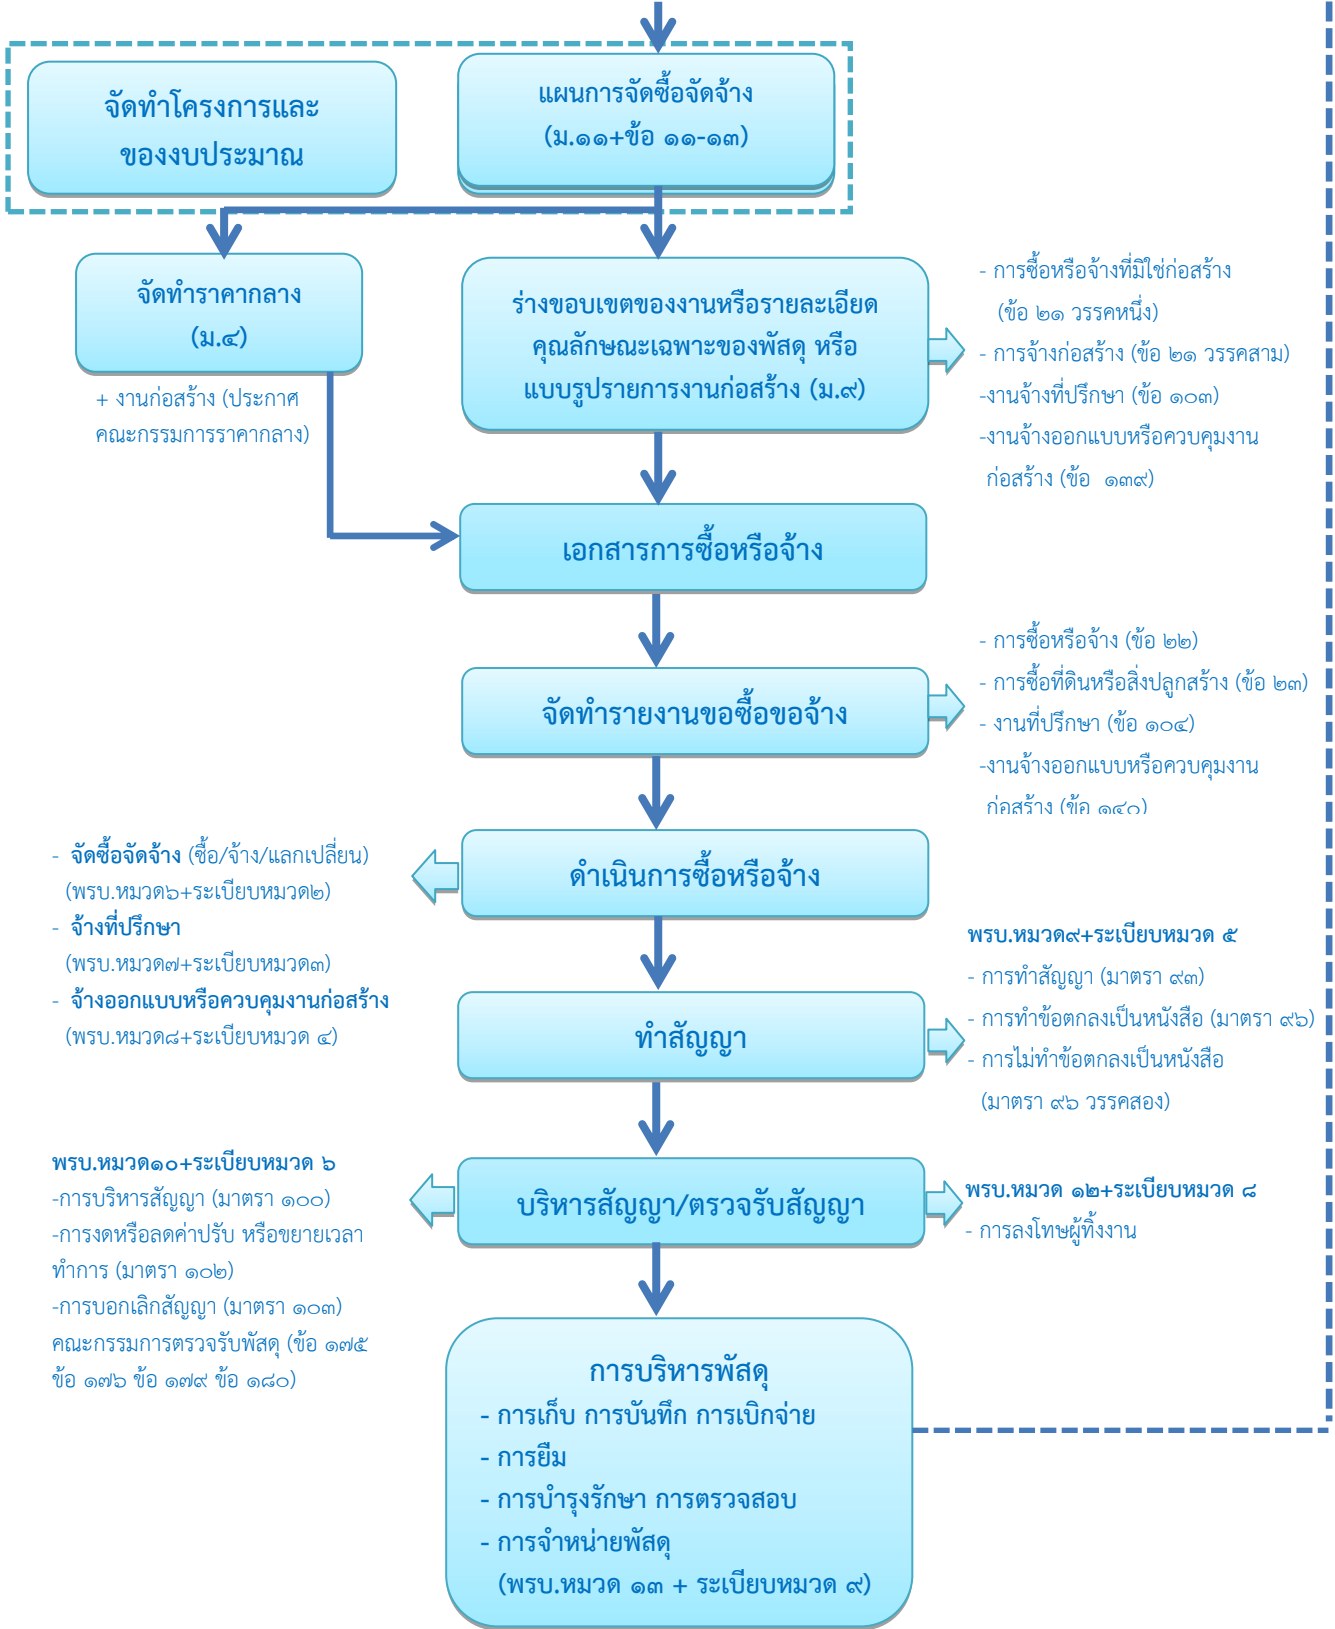 จัดทำโครงการและ
ของงบประมาณ
แผนการจัดซื้อจัดจ้าง
(ม.๑๑+ข้อ ๑๑-๑๓)
จัดทำราคากลาง
(ม.๔)
+ งานก่อสร้าง (ประกาศ
คณะกรรมการราคากลาง)
ร่างขอบเขตของงานหรือรายละเอียด
คุณลักษณะเฉพาะของพัสดุ หรือ
แบบรูปรายการงานก่อสร้าง (ม.๙)
- การซื้อหรือจ้างที่มิใช่ก่อสร้าง
(ข้อ ๒๑ วรรคหนึ่ง)
- การจ้างก่อสร้าง (ข้อ ๒๑ วรรคสาม)
-งานจ้างที่ปรึกษา (ข้อ ๑๐๓)
-งานจ้างออกแบบหรือควบคุมงาน
ก่อสร้าง (ข้อ ๑๓๙)
เอกสารการซื้อหรือจ้าง
จัดทำรายงานขอซื้อขอจ้าง
- การซื้อหรือจ้าง (ข้อ ๒๒)
- การซื้อที่ดินหรือสิ่งปลูกสร้าง (ข้อ ๒๓)
- งานที่ปรึกษา (ข้อ ๑๐๔)
-งานจ้างออกแบบหรือควบคุมงาน
ก่อสร้าง (ข้อ ๑๔๐)
ดำเนินการซื้อหรือจ้าง
- จัดซื้อจัดจ้าง (ซื้อ/จ้าง/แลกเปลี่ยน)
(พรบ.หมวด๖+ระเบียบหมวด๒)
- จ้างที่ปรึกษา
(พรบ.หมวด๗+ระเบียบหมวด๓)
- จ้างออกแบบหรือควบคุมงานก่อสร้าง
(พรบ.หมวด๘+ระเบียบหมวด ๔)
ทำสัญญา
พรบ.หมวด๙+ระเบียบหมวด ๕
- การทำสัญญา (มาตรา ๙๓)
- การทำข้อตกลงเป็นหนังสือ (มาตรา ๙๖)
- การไม่ทำข้อตกลงเป็นหนังสือ
(มาตรา ๙๖ วรรคสอง)
บริหารสัญญา/ตรวจรับสัญญา
พรบ.หมวด๑๐+ระเบียบหมวด ๖
-การบริหารสัญญา (มาตรา ๑๐๐)
-การงดหรือลดค่าปรับ หรือขยายเวลา
ทำการ (มาตรา ๑๐๒)
-การบอกเลิกสัญญา (มาตรา ๑๐๓)
คณะกรรมการตรวจรับพัสดุ (ข้อ ๑๗๕
ข้อ ๑๗๖ ข้อ ๑๗๙ ข้อ ๑๘๐)
พรบ.หมวด ๑๒+ระเบียบหมวด ๘
- การลงโทษผู้ทิ้งงาน
การบริหารพัสดุ
- การเก็บ การบันทึก การเบิกจ่าย
- การยืม
- การบำรุงรักษา การตรวจสอบ
- การจำหน่ายพัสดุ
(พรบ.หมวด ๑๓ + ระเบียบหมวด ๙)